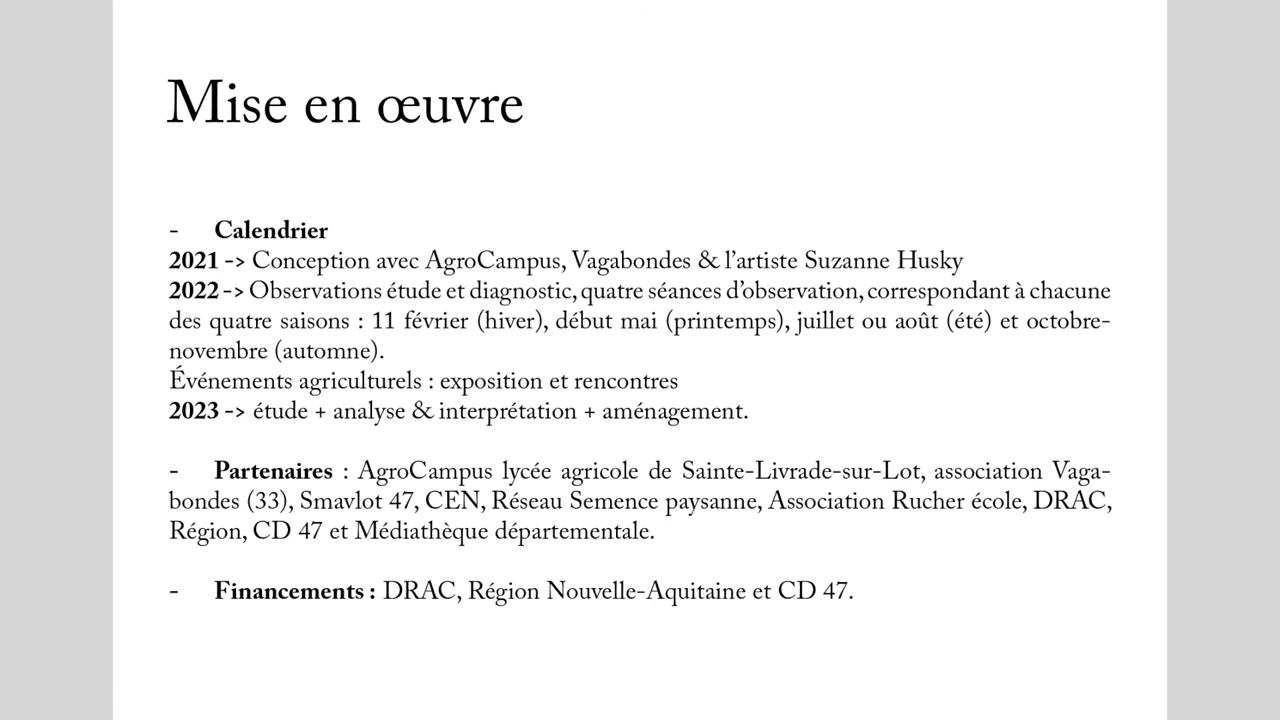 Mise en œuvre
- Calendrier
2021 -> Conception avec AgroCampus, Vagabondes & l’artiste Suzanne Husky
2022 -> Observations étude et diagnostic, quatre séances d’observation, correspondant à chacune
des quatre saisons : 11 février (hiver), début mai (printemps), juillet ou août (été) et octobre-
novembre (automne).
Événements agriculturels : exposition et rencontres
2023 -> étude + analyse & interprétation + aménagement.
- Partenaires : AgroCampus lycée agricole de Sainte-Livrade-sur-Lot, association Vaga-
bondes (33), Smavlot 47, CEN, Réseau Semence paysanne, Association Rucher école, DRAC,
Région, CD 47 et Médiathèque départementale.
- Financements : DRAC, Région Nouvelle-Aquitaine et CD 47.